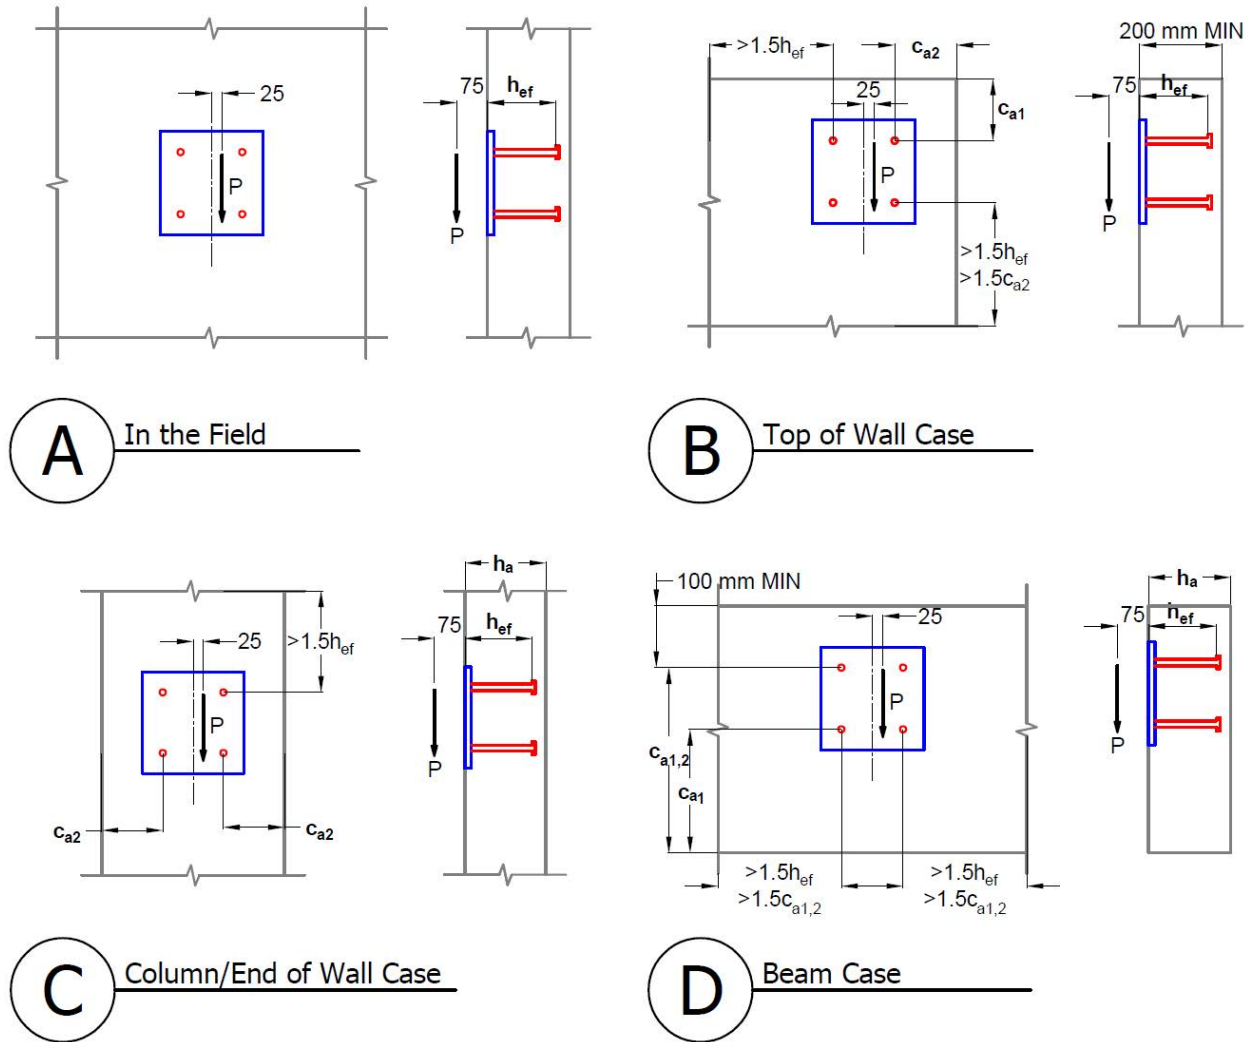 25
P
75
hef
P
A
In the Field
>1.5hef
ca2
25
ca1
P
>1.5hef
>1.5ca2
200 mm MIN
75
hef
P
B
Top of Wall Case
25
>1.5hef
P
ca2
ca2
ha
75
hef
P
C
Column/End of Wall Case
100 mm MIN
25
P
ca1,2
ca1
>1.5hef
>1.5ca1,2
>1.5hef
>1.5ca1,2
ha
75
hef
P
D
Beam Case